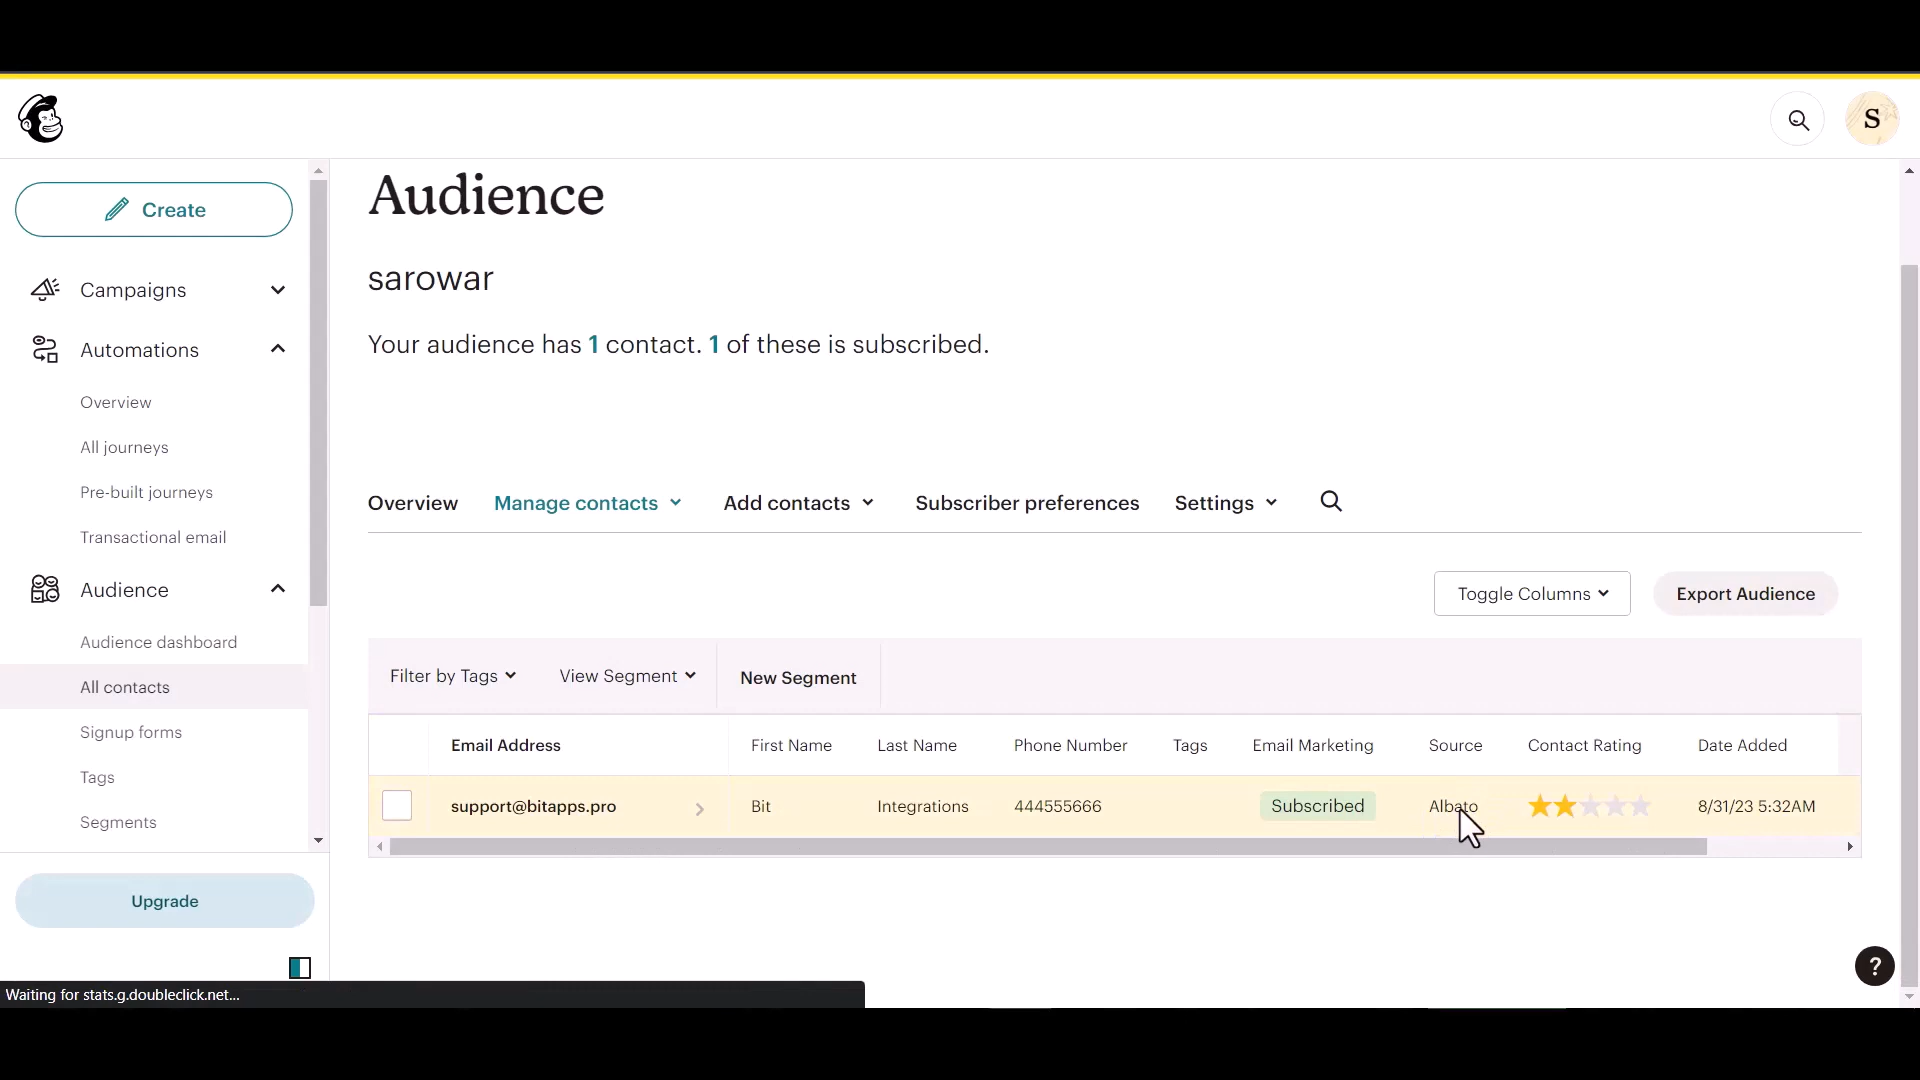 S
Create
Campaigns
Automations
Overview
All journeys
Pre-built journeys
Transactional email
Audience
Audience dashboard
All contacts
Signup forms
Tags
Segments
Upgrade
Waiting for stats.g.doubleclick.net...
Audience
sarowar
Your audience has 1 contact. 1 of these is subscribed.
Overview Manage contacts Add contacts Subscriber preferences Settings
Toggle Columns Export Audience
Filter by Tags View Segment New Segment
Email Address First Name Last Name Phone Number Tags Email Marketing Source Contact Rating Date Added
support@bitapps.pro Bit Integrations 444555666 Subscribed Albato 8/31/23 5:32AM
?